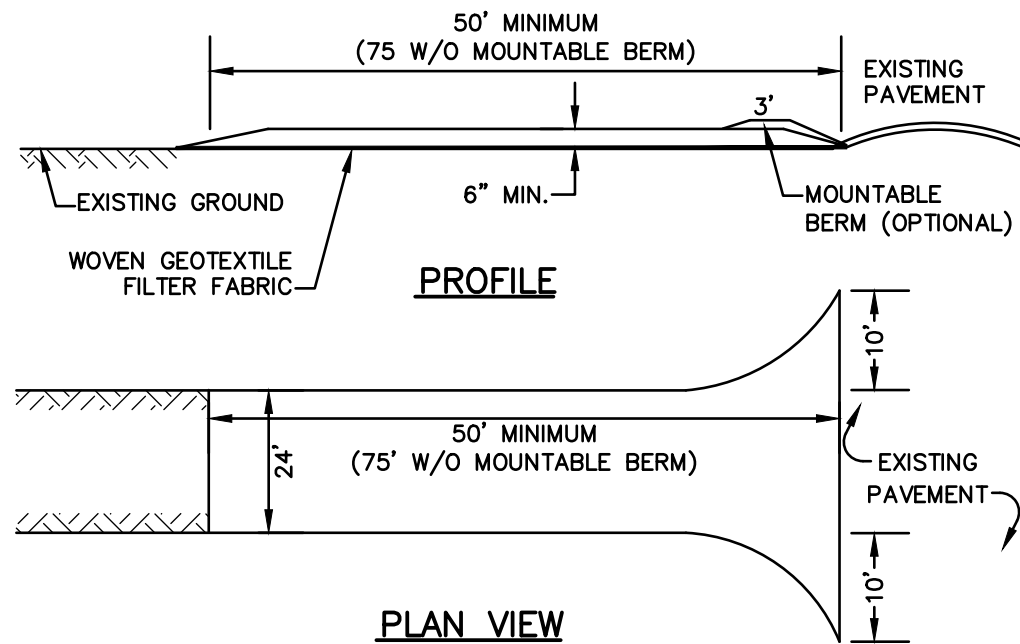 50' MINIMUM
(75 W/O MOUNTABLE BERM)
EXISTING
PAVEMENT
3'
6" MIN.
EXISTING GROUND
MOUNTABLE
BERM (OPTIONAL)
WOVEN GEOTEXTILE
FILTER FABRIC
PROFILE
10'
50' MINIMUM
(75' W/O MOUNTABLE BERM)
24'
EXISTING
PAVEMENT
10'
PLAN VIEW